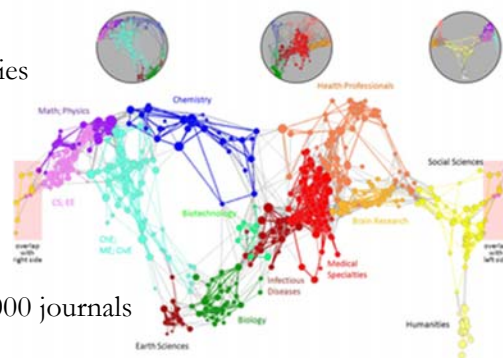 ies
Health Professionals
Chemistry
Math; Physics
Social Sciences
CS; EE
Biotechnology
Brain Research
ChE;
ME; CivE
overlap
with
right side
overlap
with
left side
Infectious
Diseases
Medical
Specialties
000 journals
Biology
Humanities
Earth Sciences